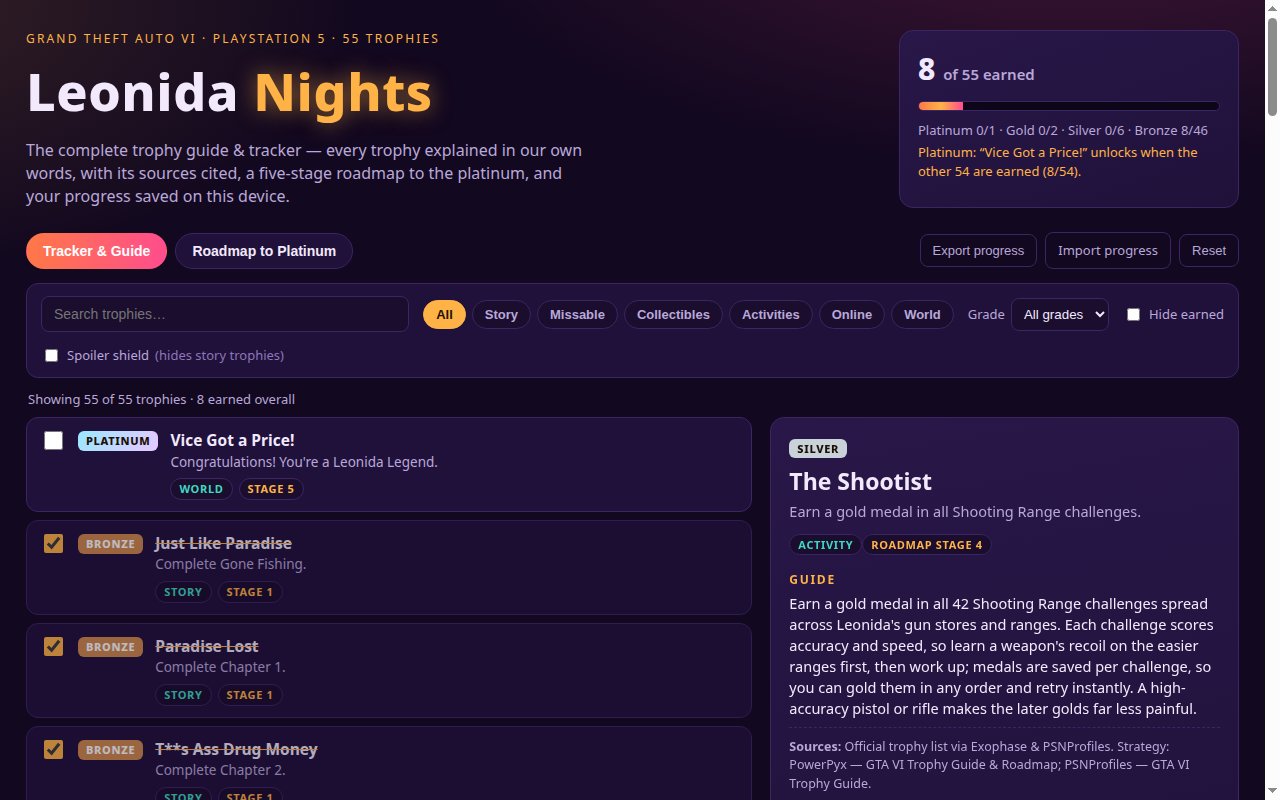 GRAND THEFT AUTO VI · PLAYSTATION 5 · 55 TROPHIES
Leonida Nights
The complete trophy guide & tracker — every trophy explained in our own
words, with its sources cited, a five-stage roadmap to the platinum, and
your progress saved on this device.
8 of 55 earned
Platinum 0/1 · Gold 0/2 · Silver 0/6 · Bronze 8/46
Platinum: “Vice Got a Price!” unlocks when the
other 54 are earned (8/54).
Tracker & Guide
Roadmap to Platinum
Export progress
Import progress
Reset
Search trophies…
All
Story
Missable
Collectibles
Activities
Online
World
Grade
All grades
Hide earned
Spoiler shield (hides story trophies)
Showing 55 of 55 trophies · 8 earned overall
PLATINUM
Vice Got a Price!
Congratulations! You're a Leonida Legend.
WORLD
STAGE 5
BRONZE
Just Like Paradise
Complete Gone Fishing.
STORY
STAGE 1
BRONZE
Paradise Lost
Complete Chapter 1.
STORY
STAGE 1
BRONZE
T**s Ass Drug Money
Complete Chapter 2.
STORY
STAGE 1
SILVER
The Shootist
Earn a gold medal in all Shooting Range challenges.
ACTIVITY
ROADMAP STAGE 4
GUIDE
Earn a gold medal in all 42 Shooting Range challenges spread
across Leonida's gun stores and ranges. Each challenge scores
accuracy and speed, so learn a weapon's recoil on the easier
ranges first, then work up; medals are saved per challenge, so
you can gold them in any order and retry instantly. A high-
accuracy pistol or rifle makes the later golds far less painful.
Sources: Official trophy list via Exophase & PSNProfiles. Strategy:
PowerPyx — GTA VI Trophy Guide & Roadmap; PSNProfiles — GTA VI
Trophy Guide.